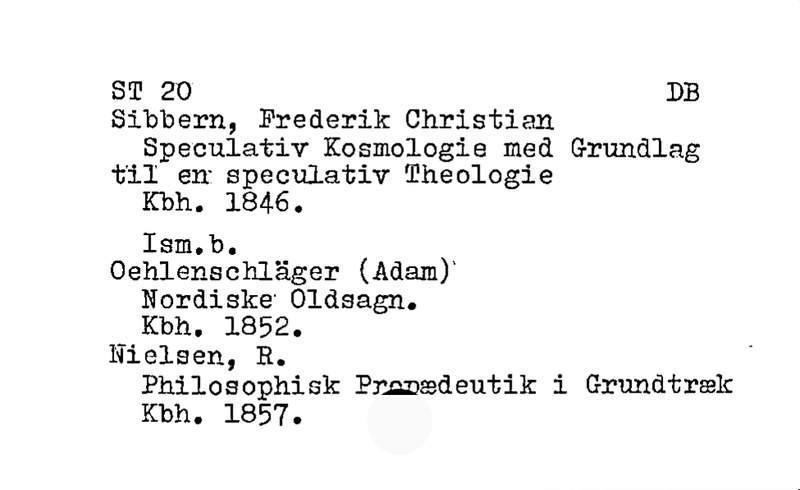 ST 20 DB
Sibbern, Frederik Christian
Speculativ Kosmologie med Grundlag
til en speculativ Theologie
Kbh. 1846.
Ism.b.
Oehlenschläger (Adam)
Nordiske Oldsagn.
Kbh. 1852.
Nielsen, R.
Philosophisk Propædeutik i Grundtræk
Kbh. 1857.